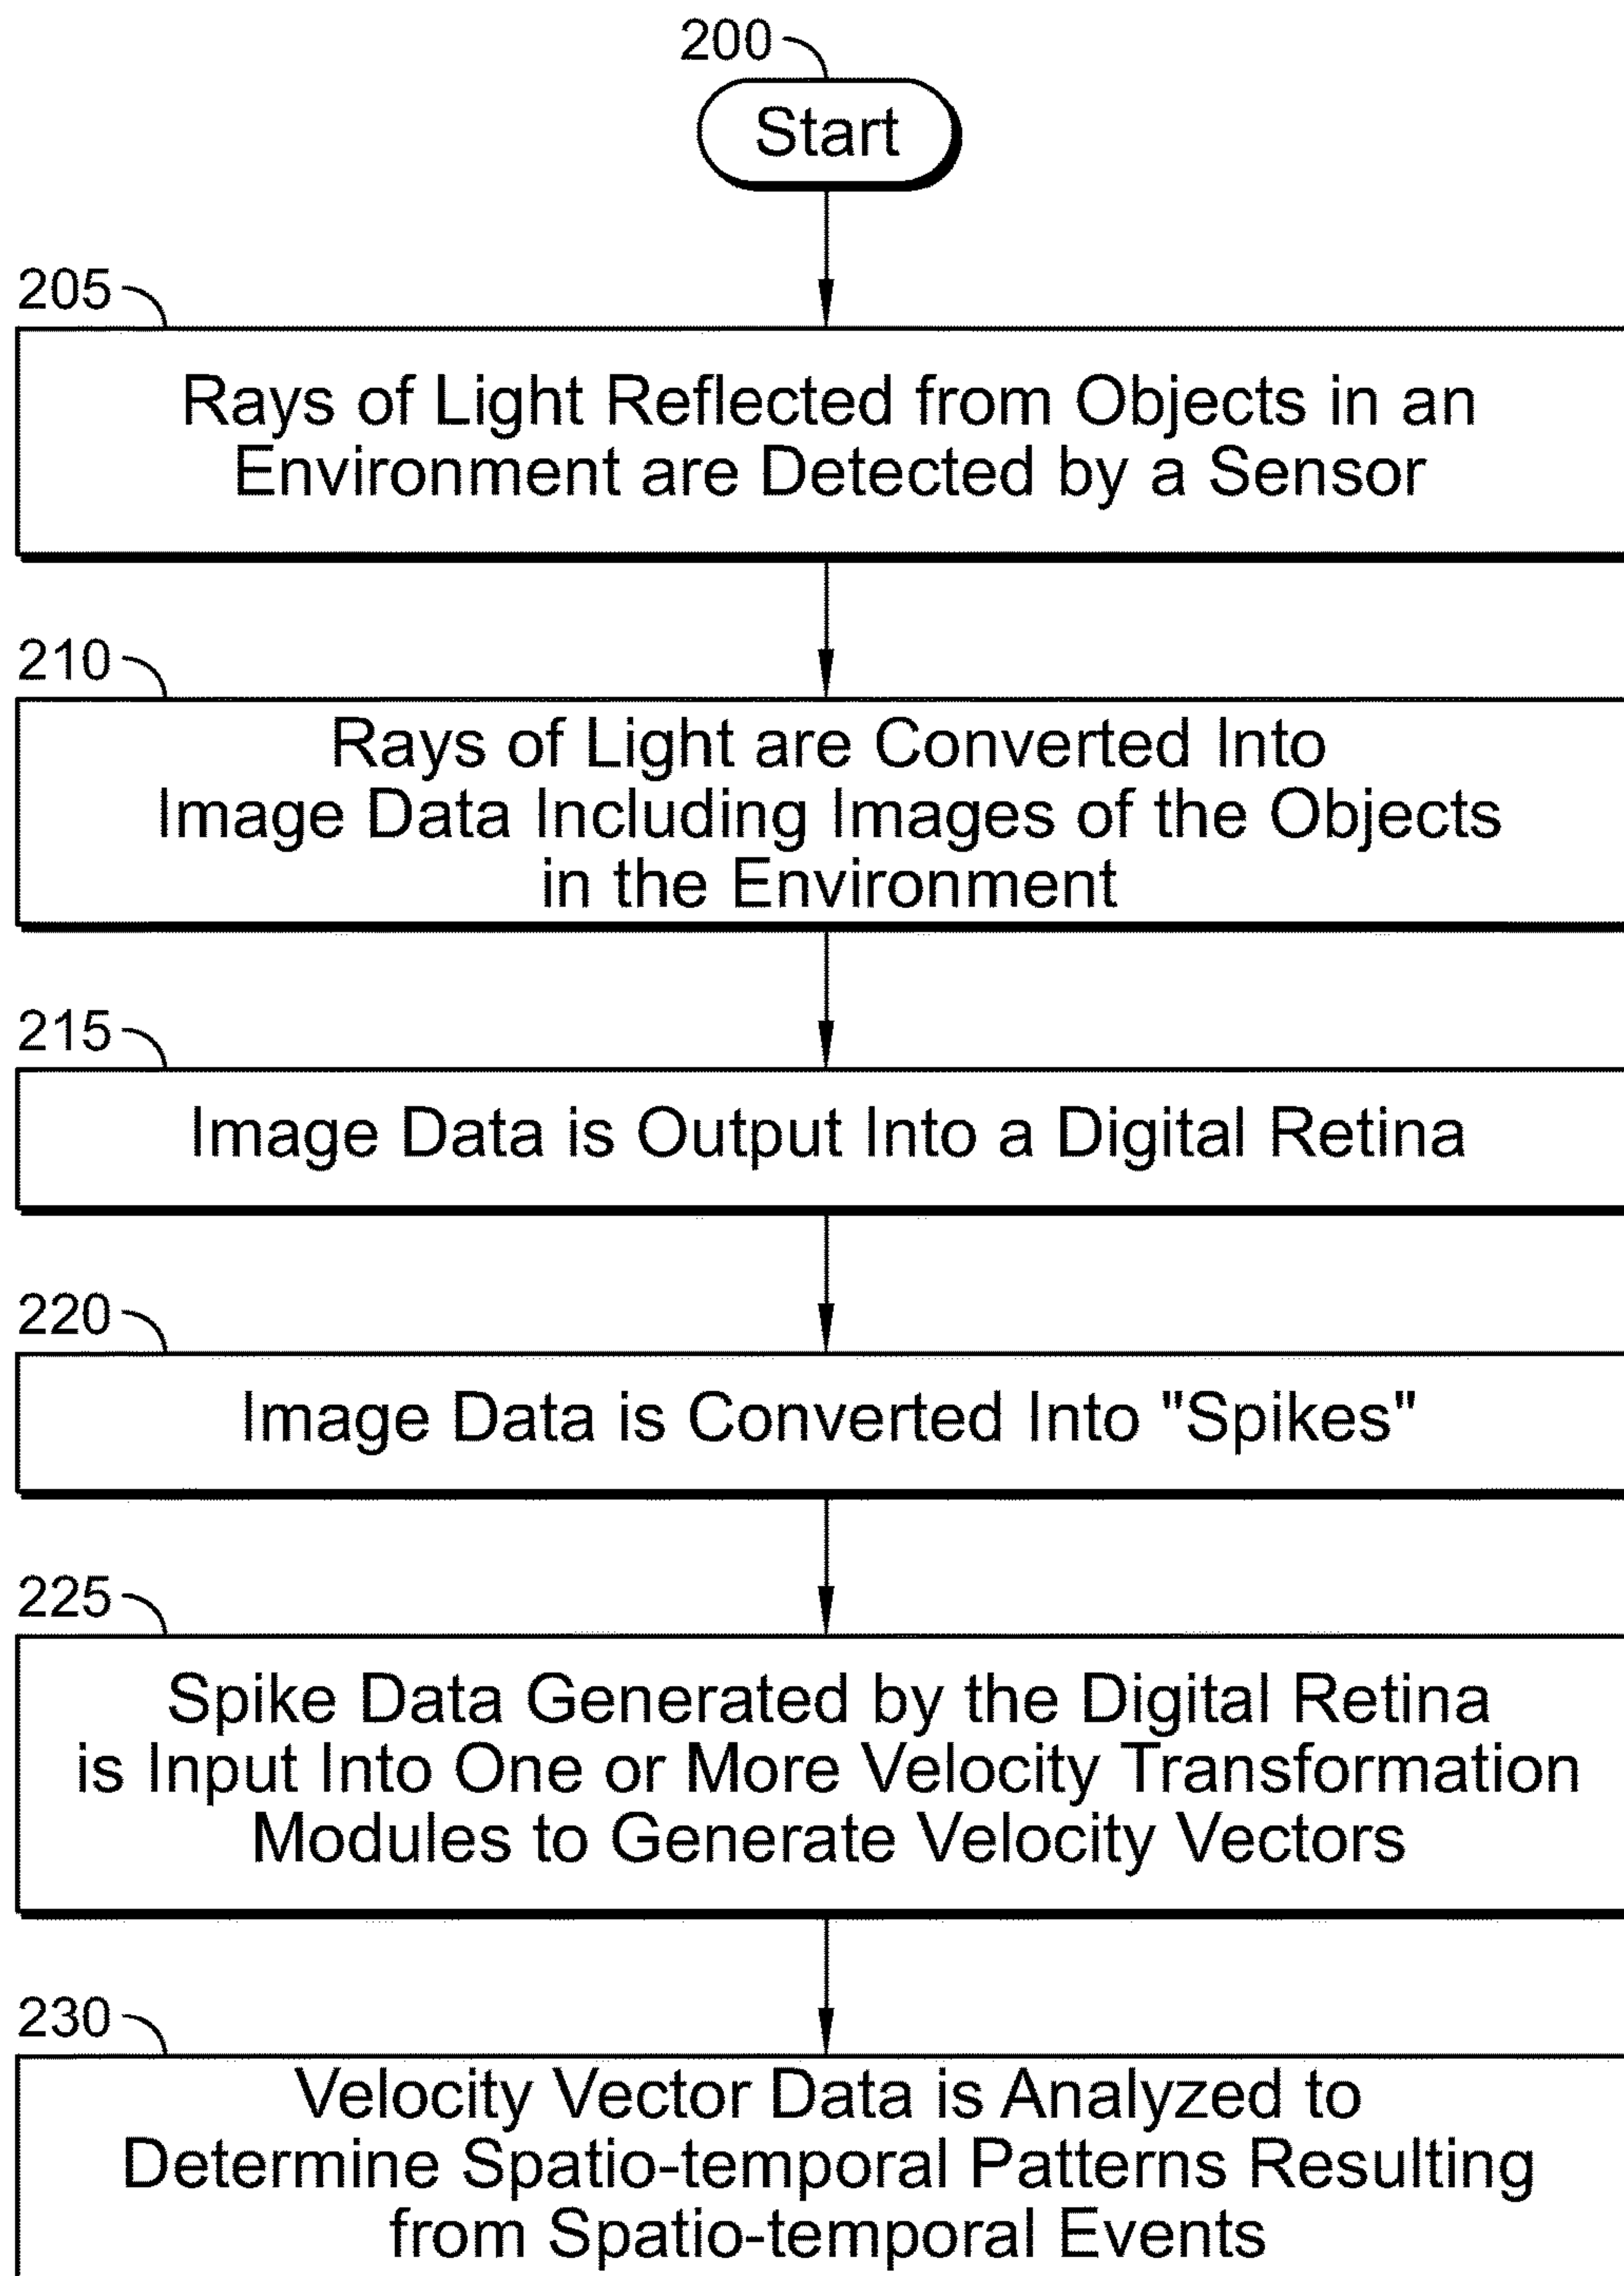 200
Start
205
Rays of Light Reflected from Objects in an
Environment are Detected by a Sensor
210
Rays of Light are Converted Into
Image Data Including Images of the Objects
in the Environment
215
Image Data is Output Into a Digital Retina
220
Image Data is Converted Into "Spikes"
225
Spike Data Generated by the Digital Retina
is Input Into One or More Velocity Transformation
Modules to Generate Velocity Vectors
230
Velocity Vector Data is Analyzed to
Determine Spatio-temporal Patterns Resulting
from Spatio-temporal Events